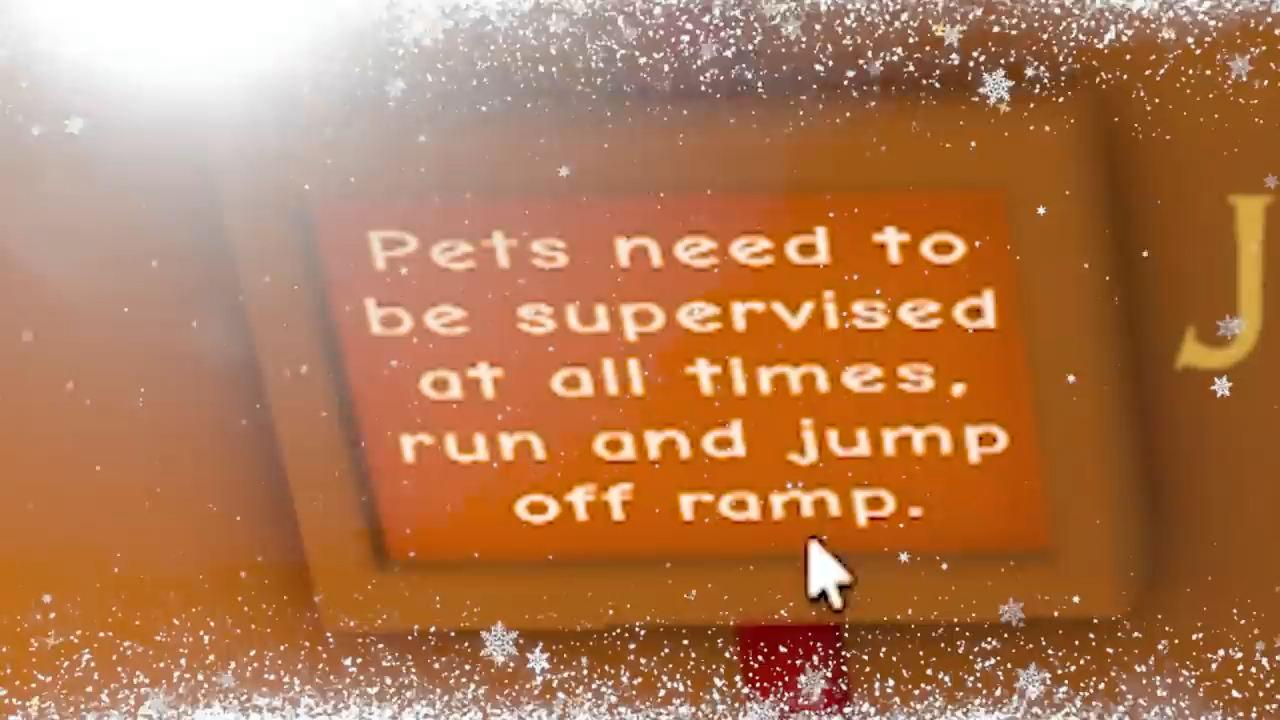 Pets need to
be supervised
at all times,
run and jump
off ramp.
J